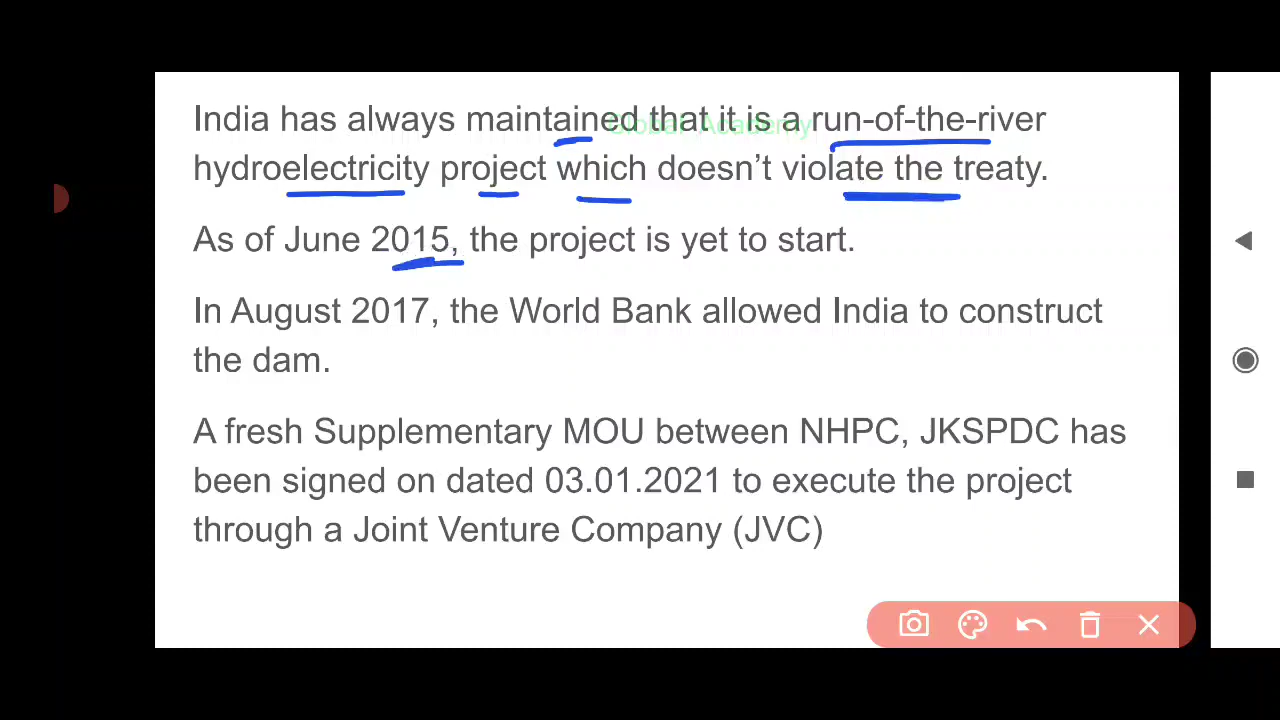 India has always maintained that it is a run-of-the-river
Global Academy
hydroelectricity project which doesn't violate the treaty.
As of June 2015, the project is yet to start.
In August 2017, the World Bank allowed India to construct
the dam.
A fresh Supplementary MOU between NHPC, JKSPDC has
been signed on dated 03.01.2021 to execute the project
through a Joint Venture Company (JVC)